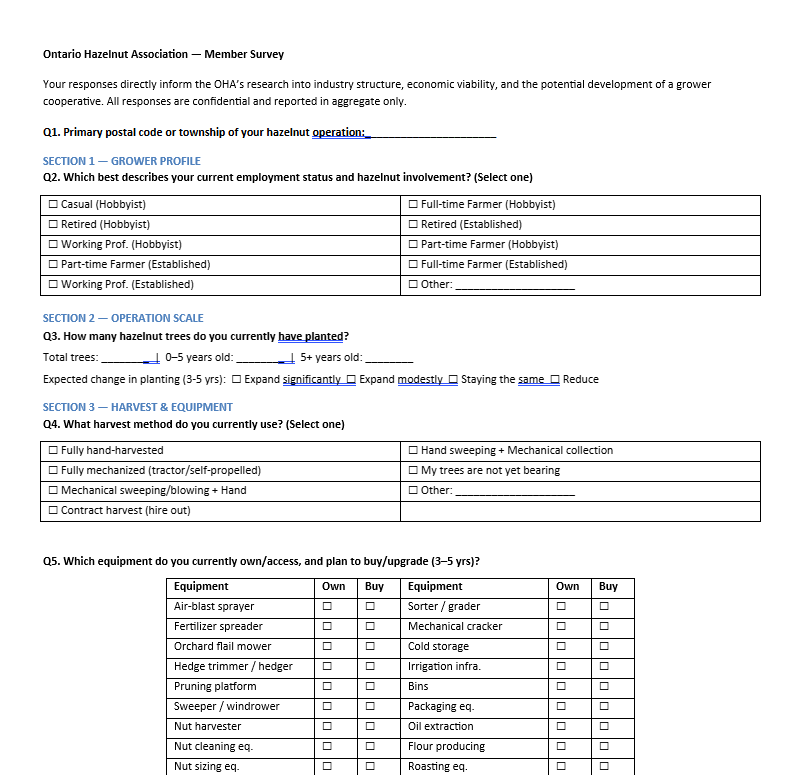 Ontario Hazelnut Association — Member Survey
Your responses directly inform the OHA's research into industry structure, economic viability, and the potential development of a grower
cooperative. All responses are confidential and reported in aggregate only.
Q1. Primary postal code or township of your hazelnut operation:______________________
SECTION 1 — GROWER PROFILE
Q2. Which best describes your current employment status and hazelnut involvement? (Select one)
☐ Casual (Hobbyist) ☐ Full-time Farmer (Hobbyist)
☐ Retired (Hobbyist) ☐ Retired (Established)
☐ Working Prof. (Hobbyist) ☐ Part-time Farmer (Hobbyist)
☐ Part-time Farmer (Established) ☐ Full-time Farmer (Established)
☐ Working Prof. (Established) ☐ Other: ____________________
SECTION 2 — OPERATION SCALE
Q3. How many hazelnut trees do you currently have planted?
Total trees: _________| 0–5 years old: _________| 5+ years old: ________
Expected change in planting (3-5 yrs): ☐ Expand significantly ☐ Expand modestly ☐ Staying the same ☐ Reduce
SECTION 3 — HARVEST & EQUIPMENT
Q4. What harvest method do you currently use? (Select one)
☐ Fully hand-harvested ☐ Hand sweeping + Mechanical collection
☐ Fully mechanized (tractor/self-propelled) ☐ My trees are not yet bearing
☐ Mechanical sweeping/blowing + Hand ☐ Other: ____________________
☐ Contract harvest (hire out)
Q5. Which equipment do you currently own/access, and plan to buy/upgrade (3–5 yrs)?
Equipment Own Buy Equipment Own Buy
Air-blast sprayer ☐ ☐ Sorter / grader ☐ ☐
Fertilizer spreader ☐ ☐ Mechanical cracker ☐ ☐
Orchard flail mower ☐ ☐ Cold storage ☐ ☐
Hedge trimmer / hedger ☐ ☐ Irrigation infra. ☐ ☐
Pruning platform ☐ ☐ Bins ☐ ☐
Sweeper / windrower ☐ ☐ Packaging eq. ☐ ☐
Nut harvester ☐ ☐ Oil extraction ☐ ☐
Nut cleaning eq. ☐ ☐ Flour producing ☐ ☐
Nut sizing eq. ☐ ☐ Roasting eq. ☐ ☐